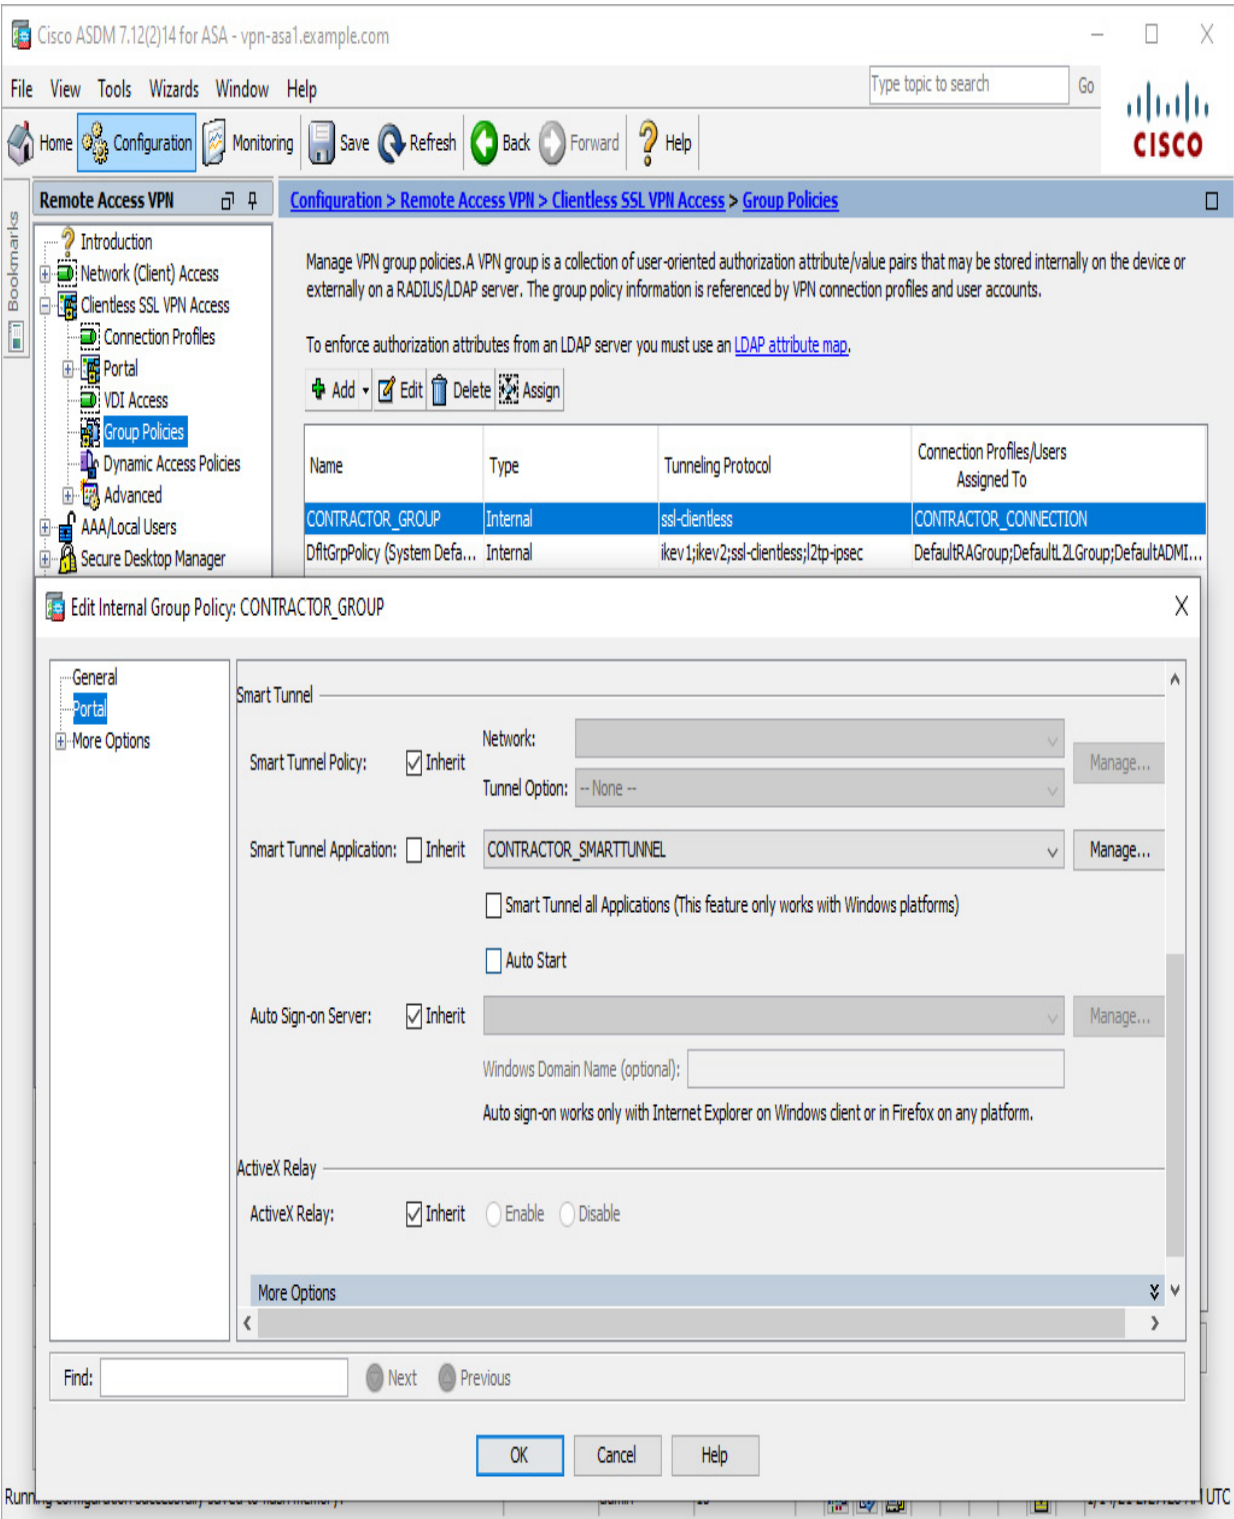 Cisco ASDM 7.12(2)14 for ASA - vpn-asa1.example.com
File View Tools Wizards Window Help
Type topic to search Go
CISCO
Home Configuration Monitoring Save Refresh Back Forward Help
Bookmarks
Remote Access VPN
Introduction
Network (Client) Access
Clientless SSL VPN Access
Connection Profiles
Portal
VDI Access
Group Policies
Dynamic Access Policies
Advanced
AAA/Local Users
Secure Desktop Manager
Configuration > Remote Access VPN > Clientless SSL VPN Access > Group Policies
Manage VPN group policies.A VPN group is a collection of user-oriented authorization attribute/value pairs that may be stored internally on the device or
externally on a RADIUS/LDAP server. The group policy information is referenced by VPN connection profiles and user accounts.
To enforce authorization attributes from an LDAP server you must use an LDAP attribute map.
Add Edit Delete Assign
Name Type Tunneling Protocol Connection Profiles/Users
Assigned To
CONTRACTOR_GROUP Internal ssl-clientless CONTRACTOR_CONNECTION
DfltGrpPolicy (System Defa... Internal ikev1;ikev2;ssl-clientless;l2tp-ipsec DefaultRAGroup;DefaultL2LGroup;DefaultADMI...
Edit Internal Group Policy: CONTRACTOR_GROUP
General
Portal
More Options
Smart Tunnel
Smart Tunnel Policy: Inherit Network: Manage...
Tunnel Option: -- None --
Smart Tunnel Application: Inherit CONTRACTOR_SMARTTUNNEL Manage...
Smart Tunnel all Applications (This feature only works with Windows platforms)
Auto Start
Auto Sign-on Server: Inherit Manage...
Windows Domain Name (optional):
Auto sign-on works only with Internet Explorer on Windows client or in Firefox on any platform.
ActiveX Relay
ActiveX Relay: Inherit Enable Disable
More Options
Find: Next Previous
OK Cancel Help
UTC